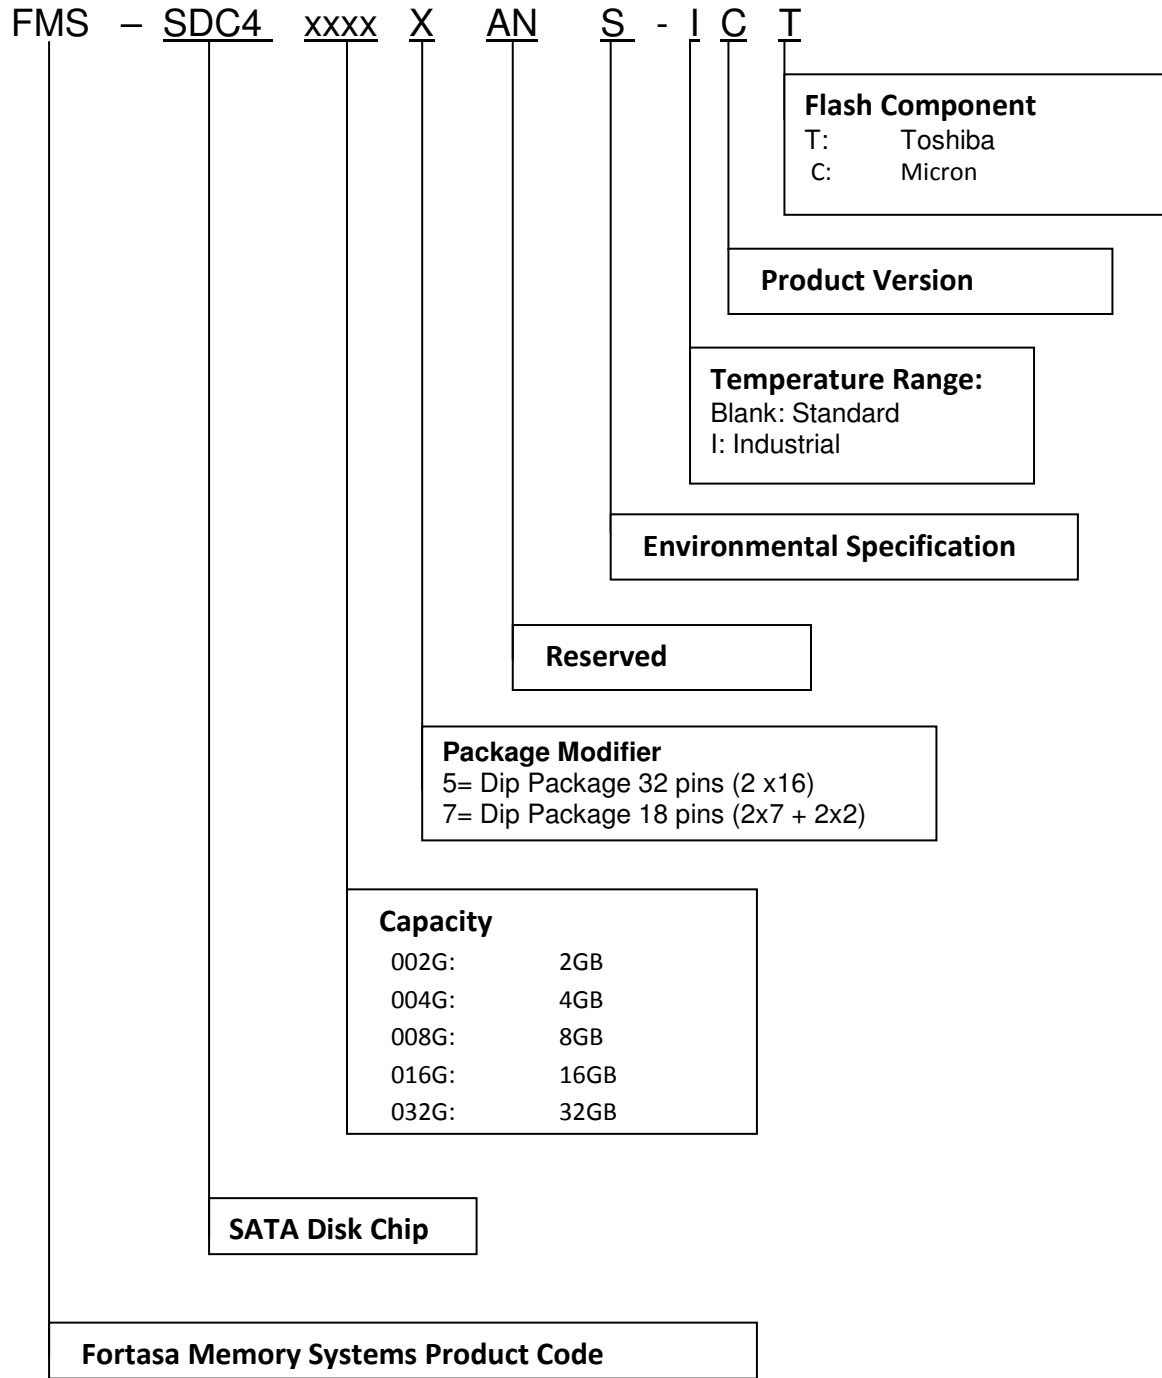 FMS – SDC4 xxxx X AN S - I C T
Flash Component
T: Toshiba
C: Micron
Product Version
Temperature Range:
Blank: Standard
I: Industrial
Environmental Specification
Reserved
Package Modifier
5= Dip Package 32 pins (2 x16)
7= Dip Package 18 pins (2x7 + 2x2)
Capacity
002G: 2GB
004G: 4GB
008G: 8GB
016G: 16GB
032G: 32GB
SATA Disk Chip
Fortasa Memory Systems Product Code